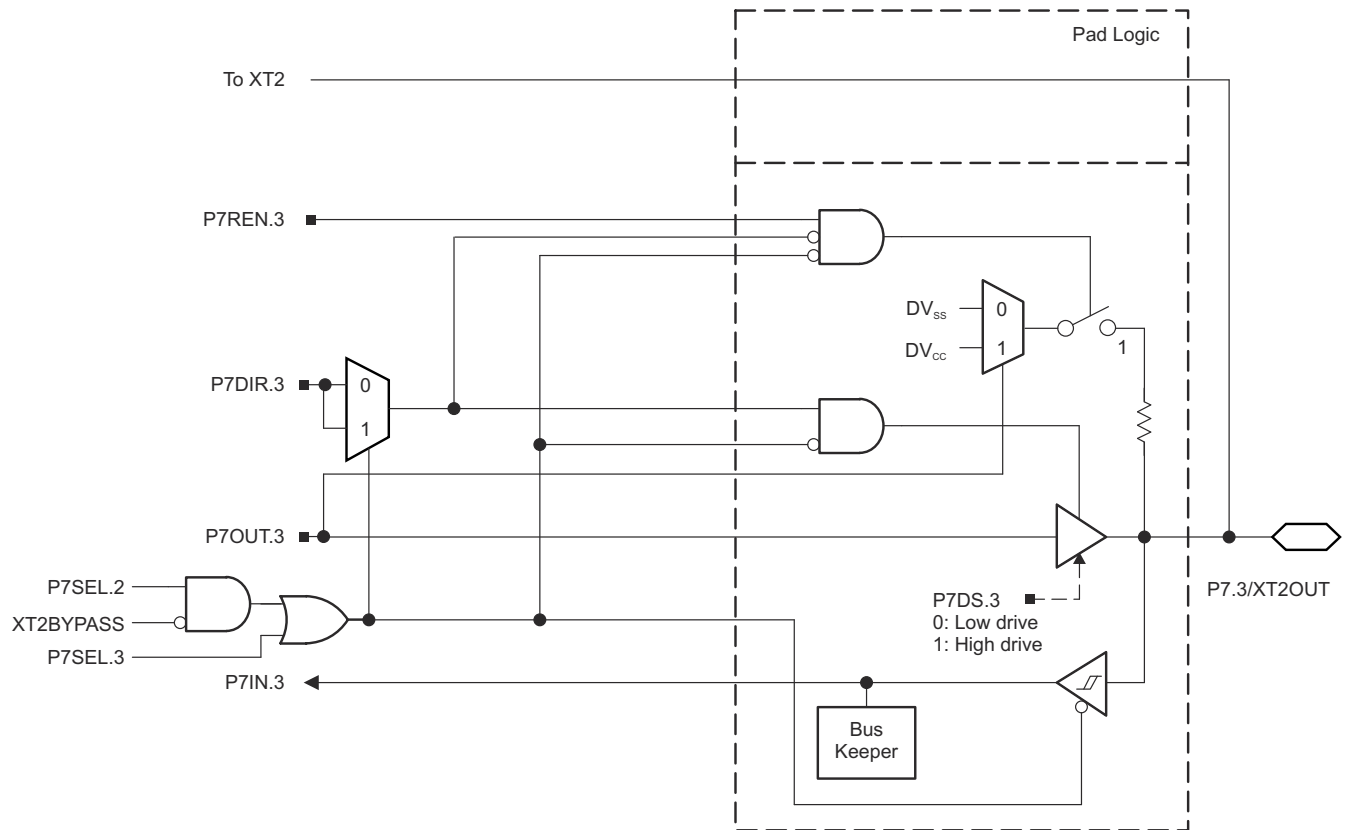 Pad Logic
To XT2
P7REN.3
DVSS
0
DVCC
1
1
P7DIR.3
0
1
P7OUT.3
P7SEL.2
XT2BYPASS
P7SEL.3
P7DS.3
0: Low drive
1: High drive
P7.3/XT2OUT
P7IN.3
Bus
Keeper